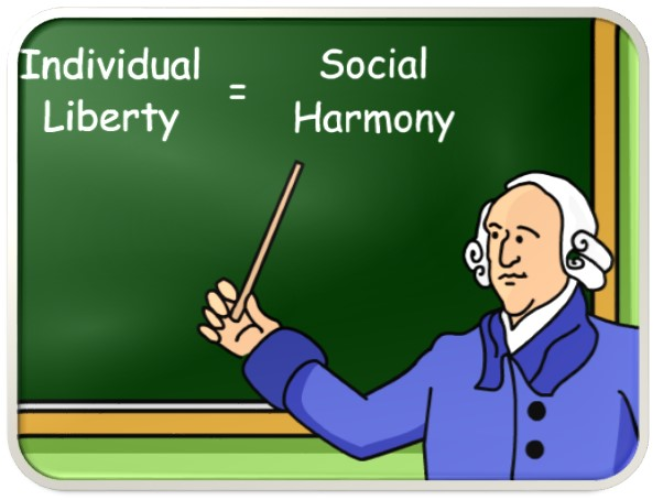 Individual
Liberty
=
Social
Harmony